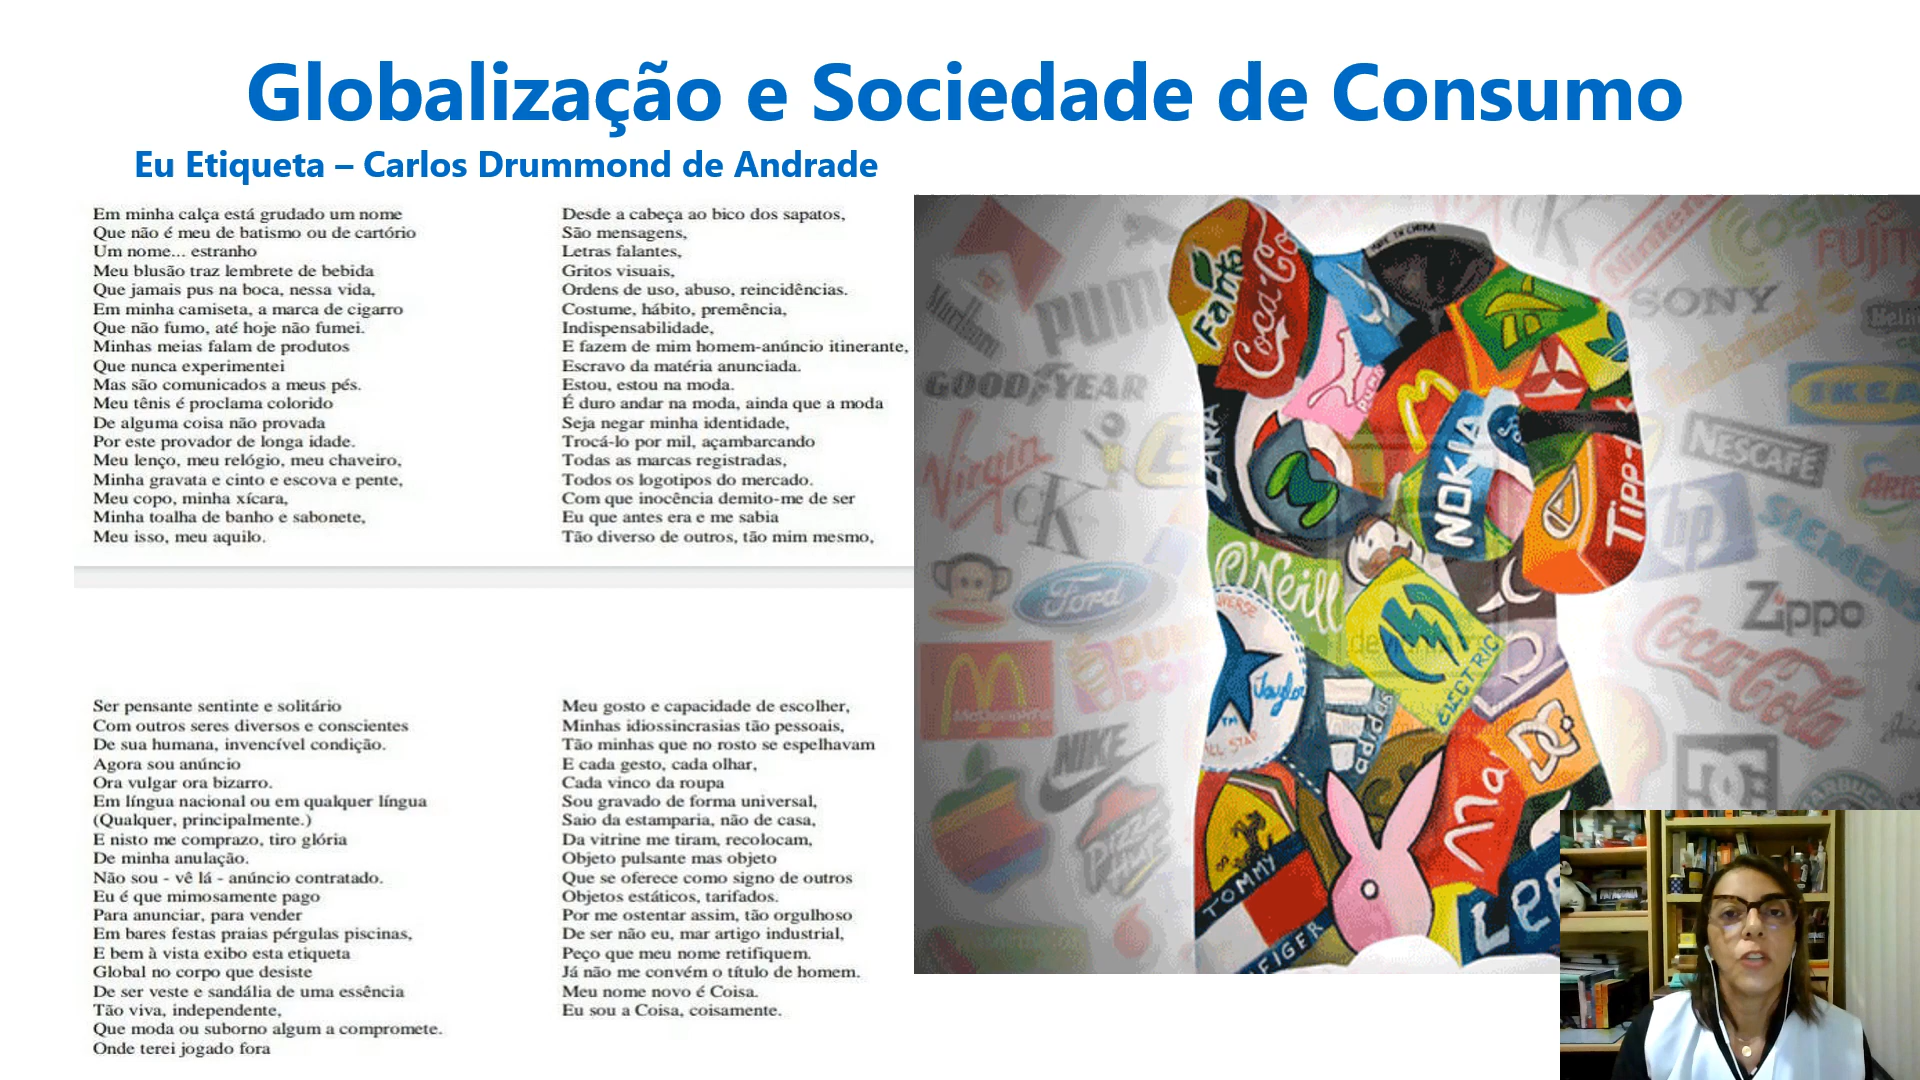 Globalização e Sociedade de Consumo
Eu Etiqueta – Carlos Drummond de Andrade
Em minha calça está grudado um nome
Que não é meu de batismo ou de cartório
Um nome... estranho
Meu blusão traz lembrete de bebida
Que jamais pus na boca, nessa vida,
Em minha camiseta, a marca de cigarro
Que não fumo, até hoje não fumei.
Minhas meias falam de produtos
Que nunca experimentei
Mas são comunicados a meus pés.
Meu tênis é proclama colorido
De alguma coisa não provada
Por este provador de longa idade.
Meu lenço, meu relógio, meu chaveiro,
Minha gravata e cinto e escova e pente,
Meu copo, minha xícara,
Minha toalha de banho e sabonete,
Meu isso, meu aquilo.
Desde a cabeça ao bico dos sapatos,
São mensagens,
Letras falantes,
Gritos visuais,
Ordens de uso, abuso, reincidências.
Costume, hábito, premência,
Indispensabilidade,
E fazem de mim homem-anúncio itinerante,
Escravo da matéria anunciada.
Estou, estou na moda.
É duro andar na moda, ainda que a moda
Seja negar minha identidade,
Trocá-lo por mil, açambarcando
Todas as marcas registradas,
Todos os logotipos do mercado.
Com que inocência demito-me de ser
Eu que antes era e me sabia
Tão diverso de outros, tão mim mesmo,
Ser pensante sentinte e solitário
Com outros seres diversos e conscientes
De sua humana, invencível condição.
Agora sou anúncio
Ora vulgar ora bizarro.
Em língua nacional ou em qualquer língua
(Qualquer, principalmente.)
E nisto me comprazo, tiro glória
De minha anulação.
Não sou - vê lá - anúncio contratado.
Eu é que mimosamente pago
Para anunciar, para vender
Em bares festas praias pérgulas piscinas,
E bem à vista exibo esta etiqueta
Global no corpo que desiste
De ser veste e sandália de uma essência
Tão viva, independente,
Que moda ou suborno algum a compromete.
Onde terei jogado fora
Meu gosto e capacidade de escolher,
Minhas idiossincrasias tão pessoais,
Tão minhas que no rosto se espelhavam
E cada gesto, cada olhar,
Cada vinco da roupa
Sou gravado de forma universal,
Saio da estamparia, não de casa,
Da vitrine me tiram, recolocam,
Objeto pulsante mas objeto
Que se oferece como signo de outros
Objetos estáticos, tarifados.
Por me ostentar assim, tão orgulhoso
De ser não eu, mar artigo industrial,
Peço que meu nome retifiquem.
Já não me convém o título de homem.
Meu nome novo é Coisa.
Eu sou a Coisa, coisamente.
Marlboro
PUMA
GOODYEAR
Virgin
cK
Ford
McDonald's
NIKE
Pizza
Hut
Fanta
Coca-Co
MADE IN CHINA
ZARA
NOKIA
Tipp
O'Neill
Taylor
ALL STAR
ELECTRIC
adidas
DC
TOMMY
FIGER
Nintend
FUJIT
SONY
IKEA
NESCAFÉ
hp
SIEMENS
Zippo
Coca-Cola